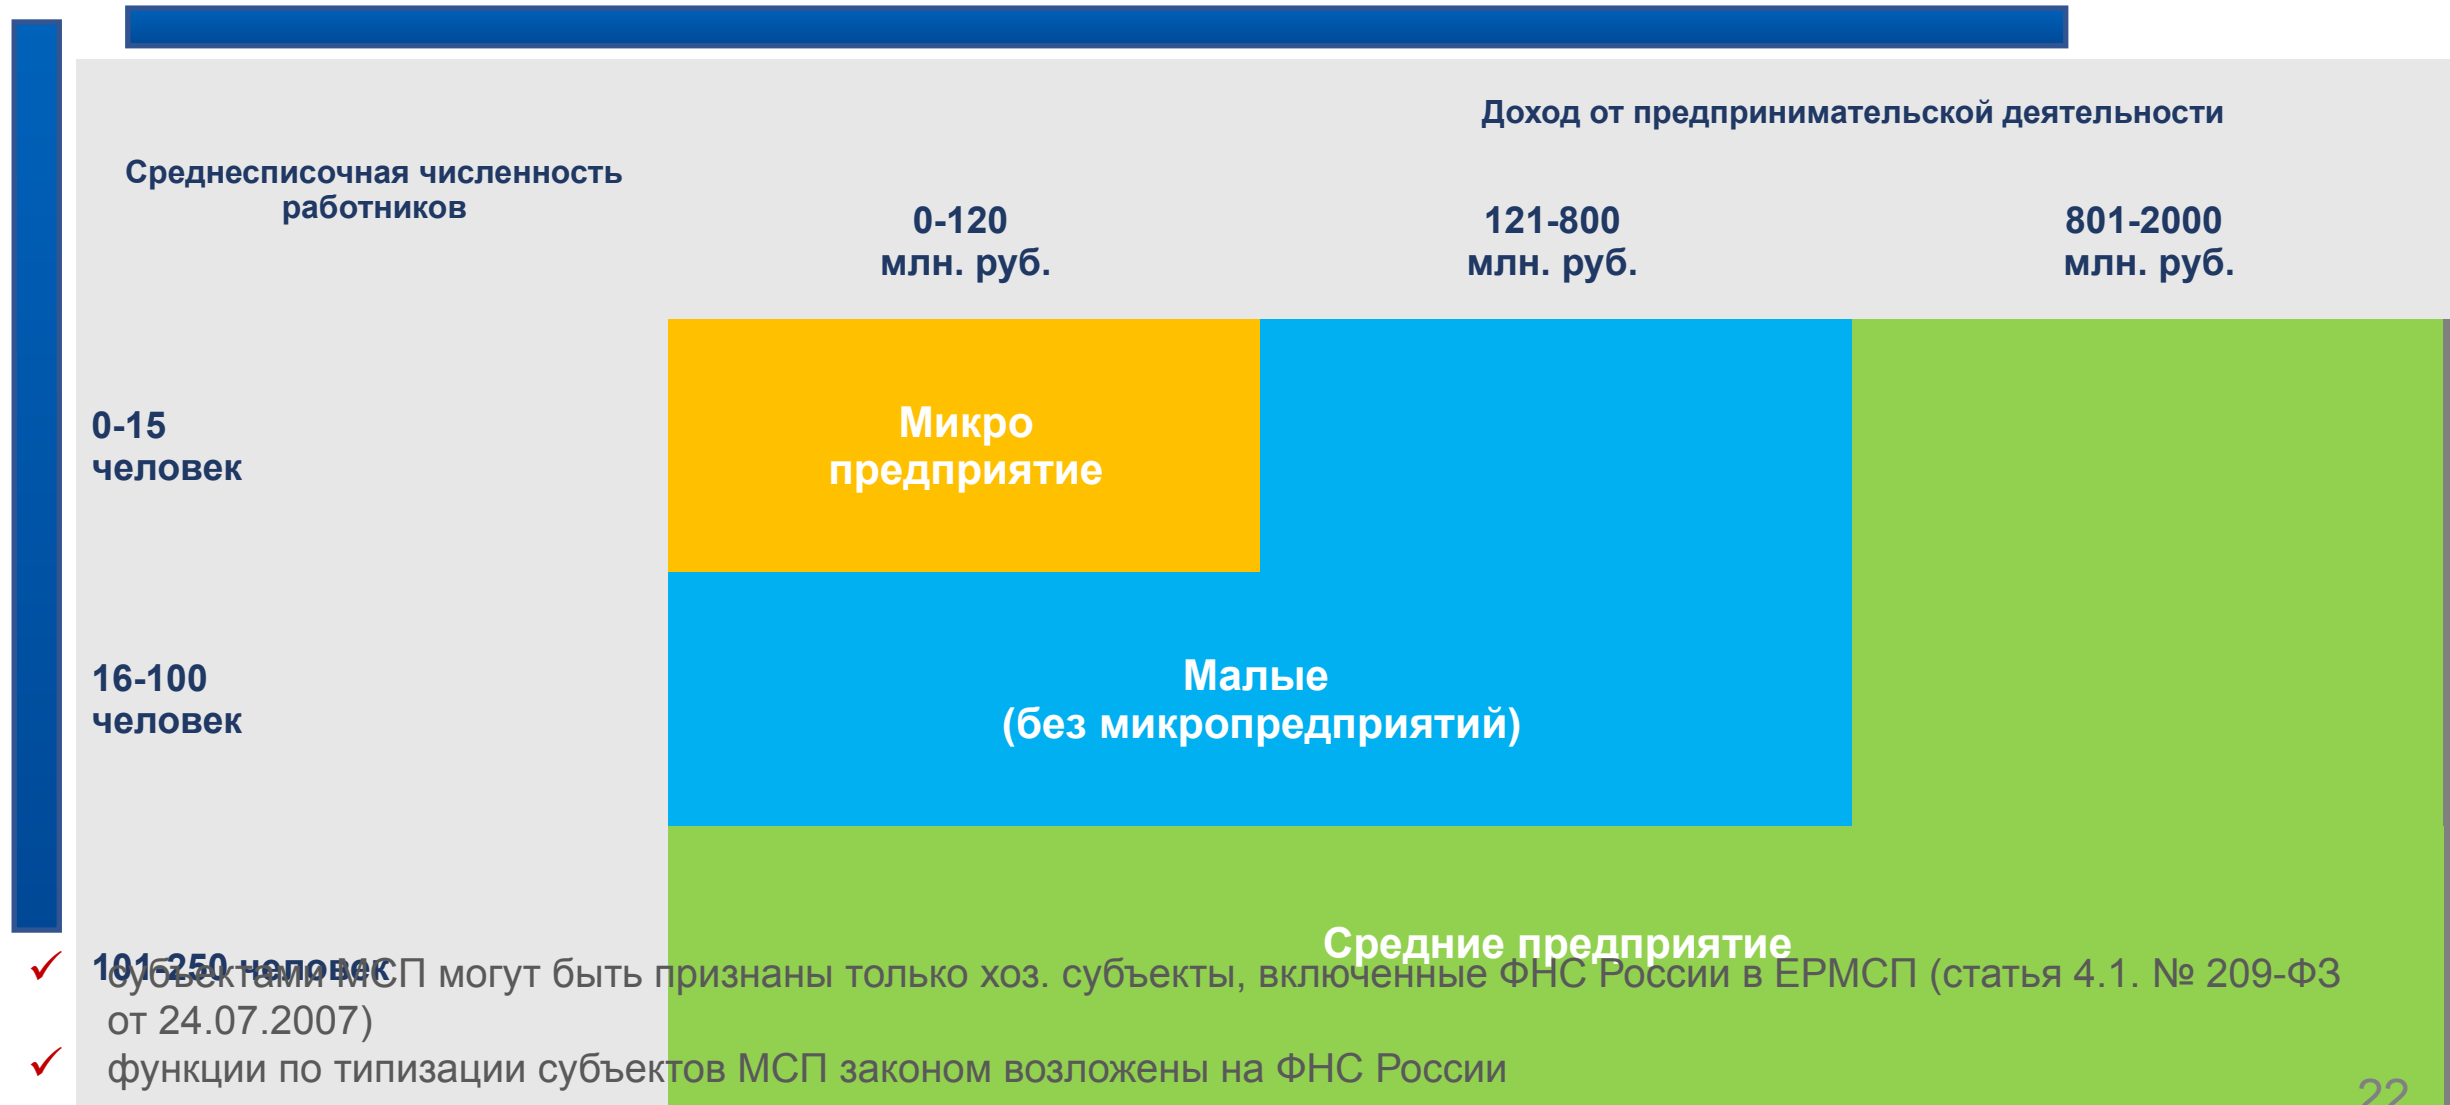 Доход от предпринимательской деятельности
Среднесписочная численность
работников
0-120
млн. руб.
121-800
млн. руб.
801-2000
млн. руб.
0-15
человек
Микро
предприятие
16-100
человек
Малые
(без микропредприятий)
101-250 человек
Средние предприятие
субъектами МСП могут быть признаны только хоз. субъекты, включенные ФНС России в ЕРМСП (статья 4.1. № 209-ФЗ
от 24.07.2007)
функции по типизации субъектов МСП законом возложены на ФНС России
22